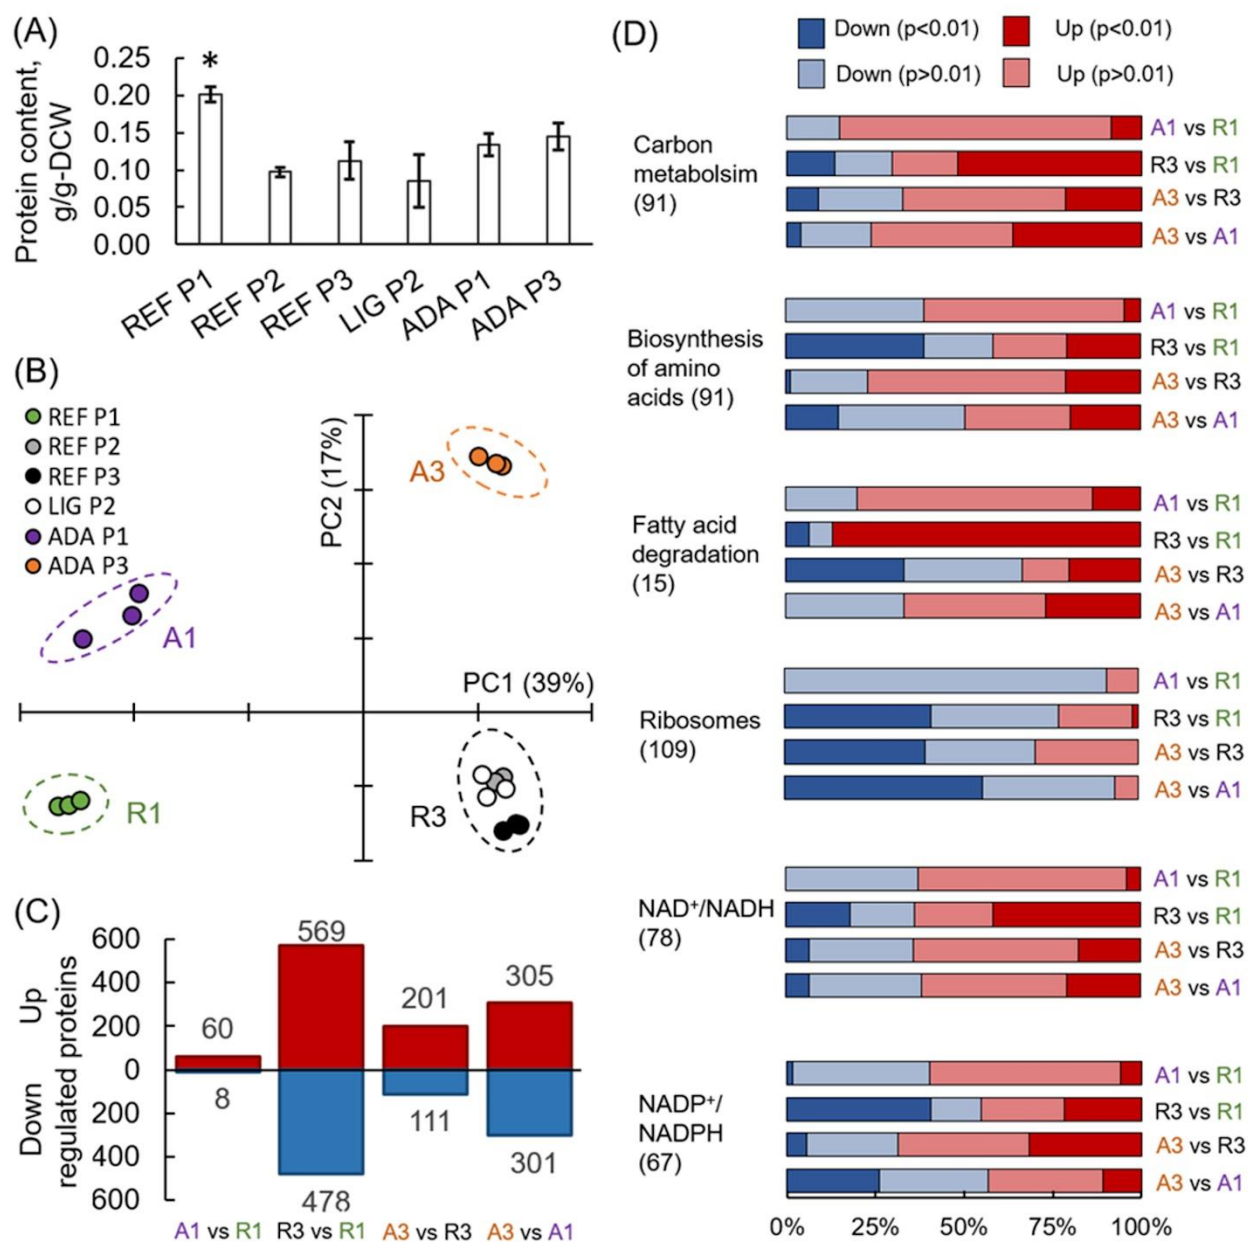 (A)
Protein content,
g/g-DCW
0.25
0.20
0.15
0.10
0.05
0.00
*
REF P1
REF P2
REF P3
LIG P2
ADA P1
ADA P3
(B)
REF P1
REF P2
REF P3
LIG P2
ADA P1
ADA P3
PC2 (17%)
PC1 (39%)
A3
A1
R1
R3
(C)
Down Up
regulated proteins
600
400
200
0
200
400
600
60
8
569
478
201
111
305
301
A1 vs R1
R3 vs R1
A3 vs R3
A3 vs A1
(D)
Down (p<0.01)
Up (p<0.01)
Down (p>0.01)
Up (p>0.01)
Carbon
metabolsim
(91)
A1 vs R1
R3 vs R1
A3 vs R3
A3 vs A1
Biosynthesis
of amino
acids (91)
A1 vs R1
R3 vs R1
A3 vs R3
A3 vs A1
Fatty acid
degradation
(15)
A1 vs R1
R3 vs R1
A3 vs R3
A3 vs A1
Ribosomes
(109)
A1 vs R1
R3 vs R1
A3 vs R3
A3 vs A1
NAD⁺/NADH
(78)
A1 vs R1
R3 vs R1
A3 vs R3
A3 vs A1
NADP⁺/
NADPH
(67)
A1 vs R1
R3 vs R1
A3 vs R3
A3 vs A1
0%
25%
50%
75%
100%